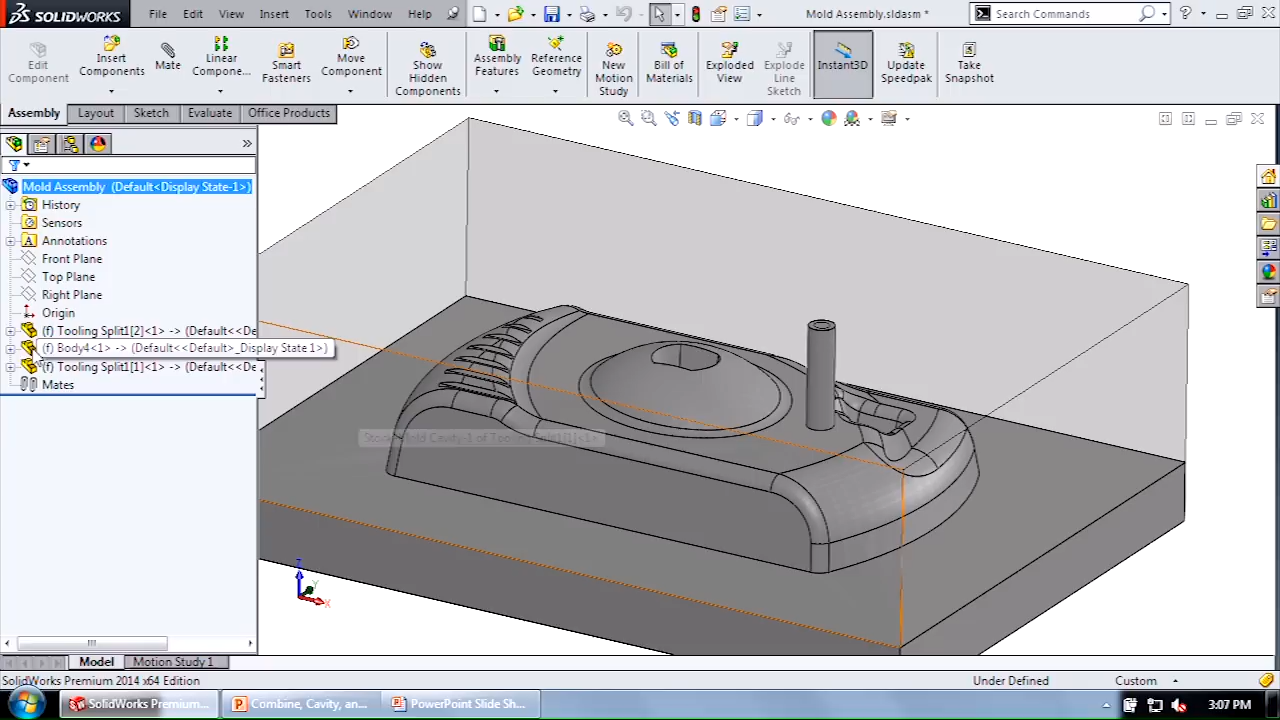 SOLIDWORKS File Edit View Insert Tools Window Help Mold Assembly.sldasm * Search Commands
Edit Component Insert Components Mate Linear Compone... Smart Fasteners Move Component Show Hidden Components Assembly Features Reference Geometry New Motion Study Bill of Materials Exploded View Explode Line Sketch Instant3D Update Speedpak Take Snapshot
Assembly Layout Sketch Evaluate Office Products
Mold Assembly (Default<Display State-1>)
History
Sensors
Annotations
Front Plane
Top Plane
Right Plane
Origin
(f) Tooling Split1[2]<1> -> (Default<<De
(f) Body4<1> -> (Default<<Default>_Display State 1>)
(f) Tooling Split1[1]<1> -> (Default<<De
Mates
Z
Y
X
Model Motion Study 1
SolidWorks Premium 2014 x64 Edition Under Defined Custom
SolidWorks Premium... Combine, Cavity, an... PowerPoint Slide Sh... 3:07 PM